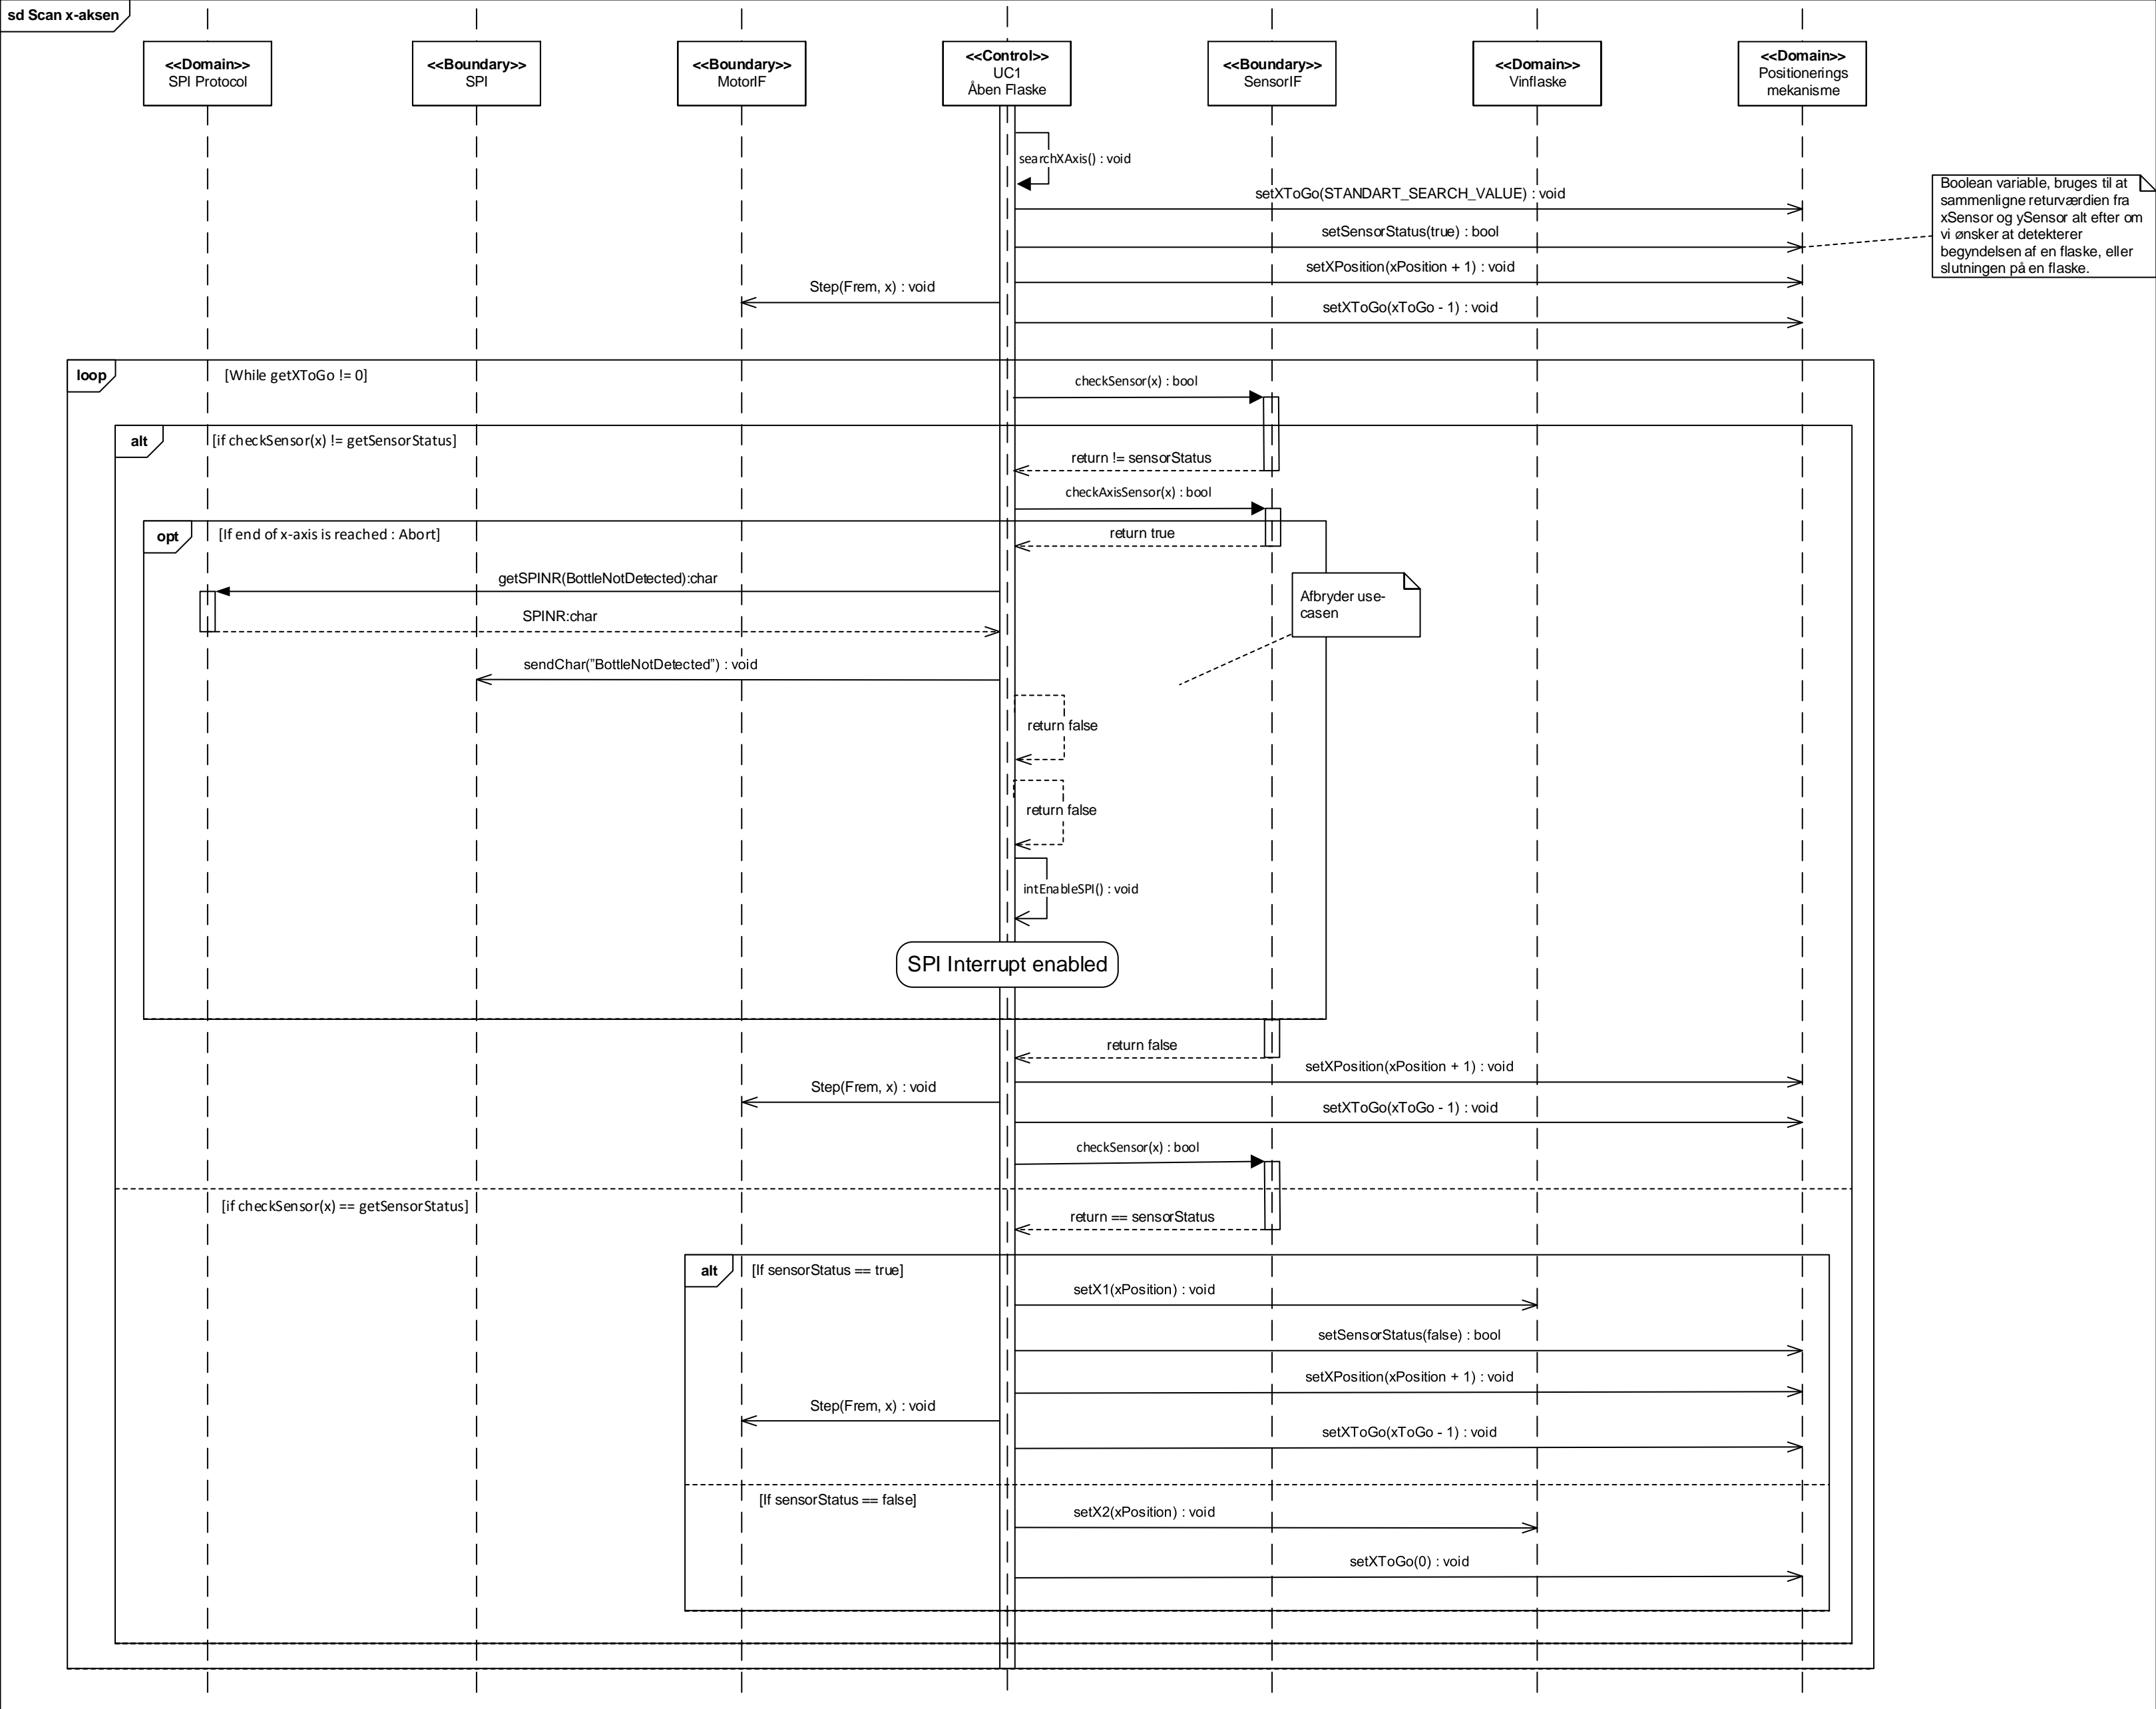 sd Scan x-aksen
<<Domain>>
SPI Protocol
<<Boundary>>
SPI
<<Boundary>>
MotorIF
<<Control>>
UC1
Åben Flaske
<<Boundary>>
SensorIF
<<Domain>>
Vinflaske
<<Domain>>
Positionerings
mekanisme
searchXAxis() : void
setXToGo(STANDART_SEARCH_VALUE) : void
Boolean variable, bruges til at
sammenligne returværdien fra
xSensor og ySensor alt efter om
vi ønsker at detekterer
begyndelsen af en flaske, eller
slutningen på en flaske.
setSensorStatus(true) : bool
setXPosition(xPosition + 1) : void
Step(Frem, x) : void
setXToGo(xToGo - 1) : void
loop
[While getXToGo != 0]
checkSensor(x) : bool
alt
[if checkSensor(x) != getSensorStatus]
return != sensorStatus
checkAxisSensor(x) : bool
opt
[If end of x-axis is reached : Abort]
return true
getSPINR(BottleNotDetected):char
Afbryder use-
casen
SPINR:char
sendChar("BottleNotDetected") : void
return false
return false
intEnableSPI() : void
SPI Interrupt enabled
return false
setXPosition(xPosition + 1) : void
Step(Frem, x) : void
setXToGo(xToGo - 1) : void
checkSensor(x) : bool
[if checkSensor(x) == getSensorStatus]
return == sensorStatus
alt
[If sensorStatus == true]
setX1(xPosition) : void
setSensorStatus(false) : bool
setXPosition(xPosition + 1) : void
Step(Frem, x) : void
setXToGo(xToGo - 1) : void
[If sensorStatus == false]
setX2(xPosition) : void
setXToGo(0) : void